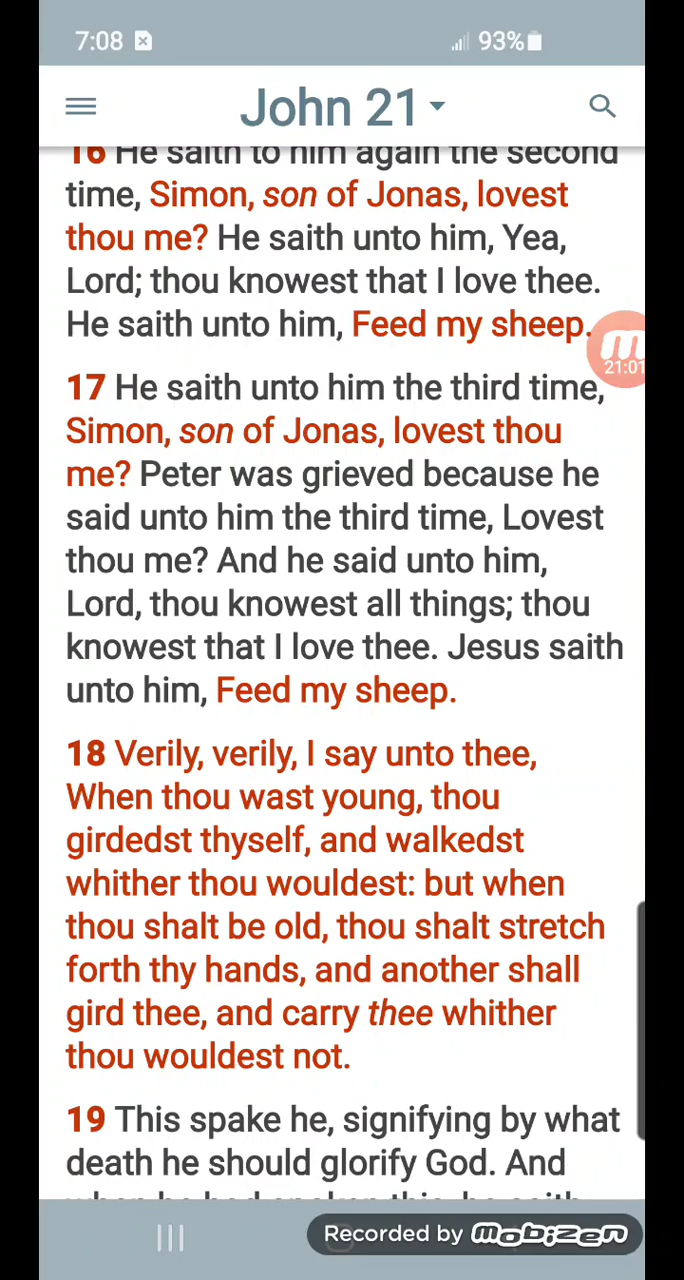 7:08 93%
John 21
16 He saith to him again the second
time, Simon, son of Jonas, lovest
thou me? He saith unto him, Yea,
Lord; thou knowest that I love thee.
He saith unto him, Feed my sheep.
21:01
17 He saith unto him the third time,
Simon, son of Jonas, lovest thou
me? Peter was grieved because he
said unto him the third time, Lovest
thou me? And he said unto him,
Lord, thou knowest all things; thou
knowest that I love thee. Jesus saith
unto him, Feed my sheep.
18 Verily, verily, I say unto thee,
When thou wast young, thou
girdedst thyself, and walkedst
whither thou wouldest: but when
thou shalt be old, thou shalt stretch
forth thy hands, and another shall
gird thee, and carry thee whither
thou wouldest not.
19 This spake he, signifying by what
death he should glorify God. And
when he had spoken this, he saith
Recorded by Mobizen